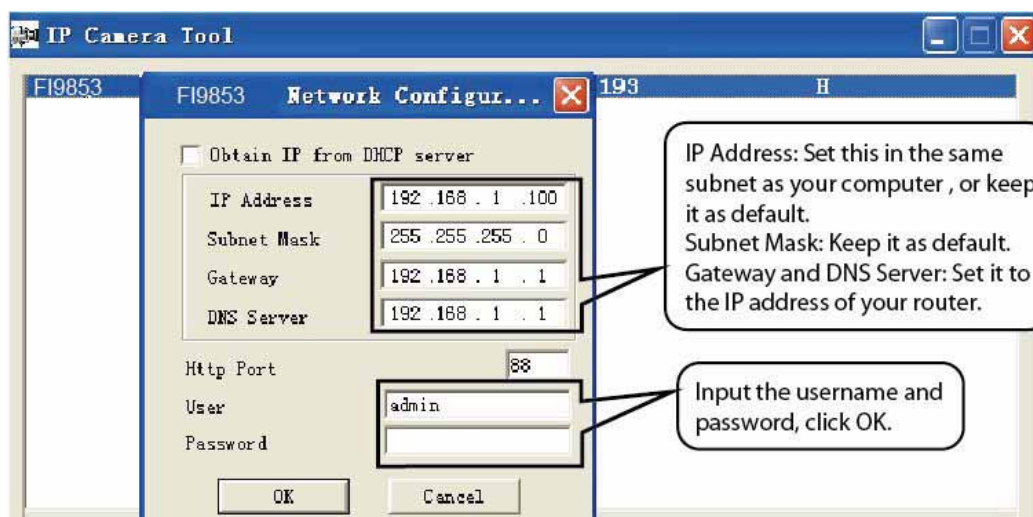 IP Camera Tool
FI9853
193 H
FI9853 Network Configur...
Obtain IP from DHCP server
IP Address 192 .168 . 1 .100
Subnet Mask 255 .255 .255 . 0
Gateway 192 .168 . 1 . 1
DNS Server 192 .168 . 1 . 1
Http Port 88
User admin
Password
OK Cancel
IP Address: Set this in the same
subnet as your computer , or keep
it as default.
Subnet Mask: Keep it as default.
Gateway and DNS Server: Set it to
the IP address of your router.
Input the username and
password, click OK.